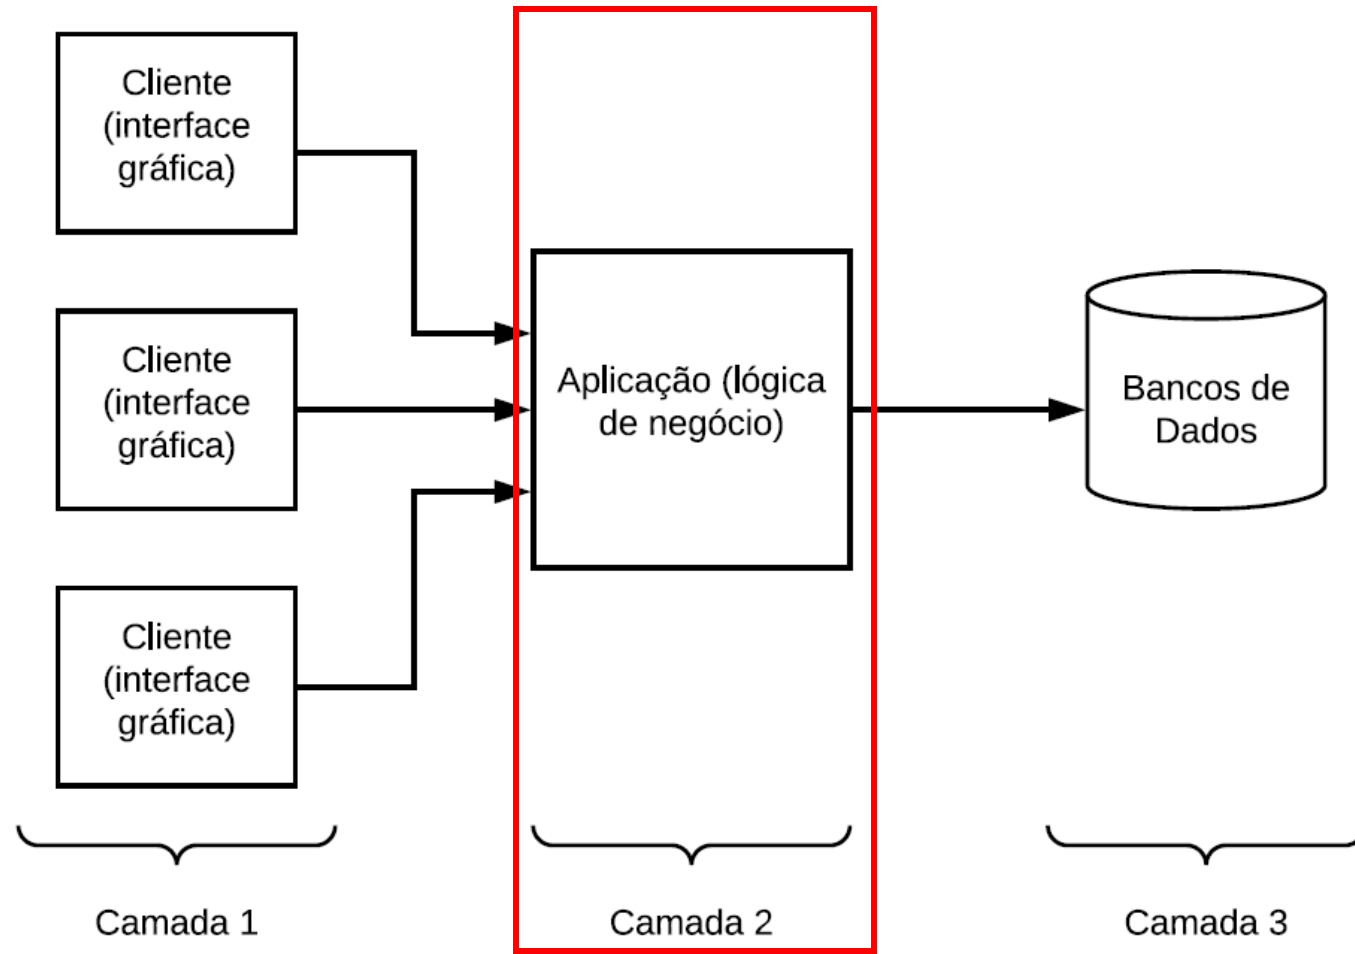 Cliente
(interface
gráfica)
Cliente
(interface
gráfica)
Cliente
(interface
gráfica)
Aplicação (lógica
de negócio)
Bancos de
Dados
Camada 1
Camada 2
Camada 3